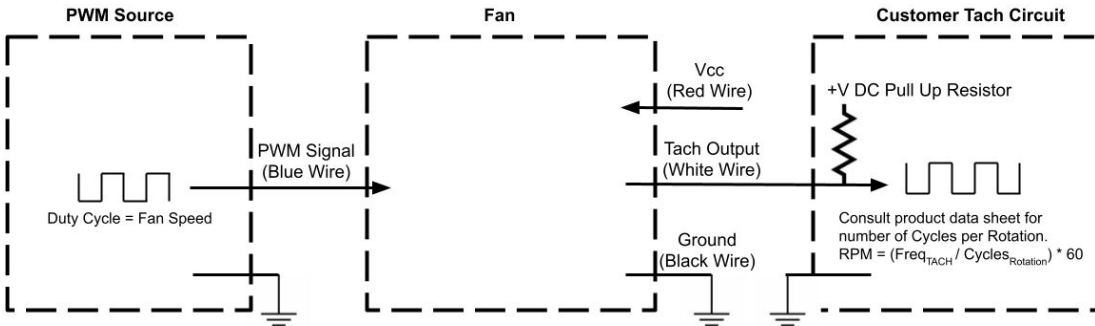 PWM Source
Fan
Customer Tach Circuit
Vcc
(Red Wire)
+V DC Pull Up Resistor
PWM Signal
(Blue Wire)
Tach Output
(White Wire)
Duty Cycle = Fan Speed
Consult product data sheet for
number of Cycles per Rotation.
RPM = (Freq_TACH / Cycles_Rotation) * 60
Ground
(Black Wire)